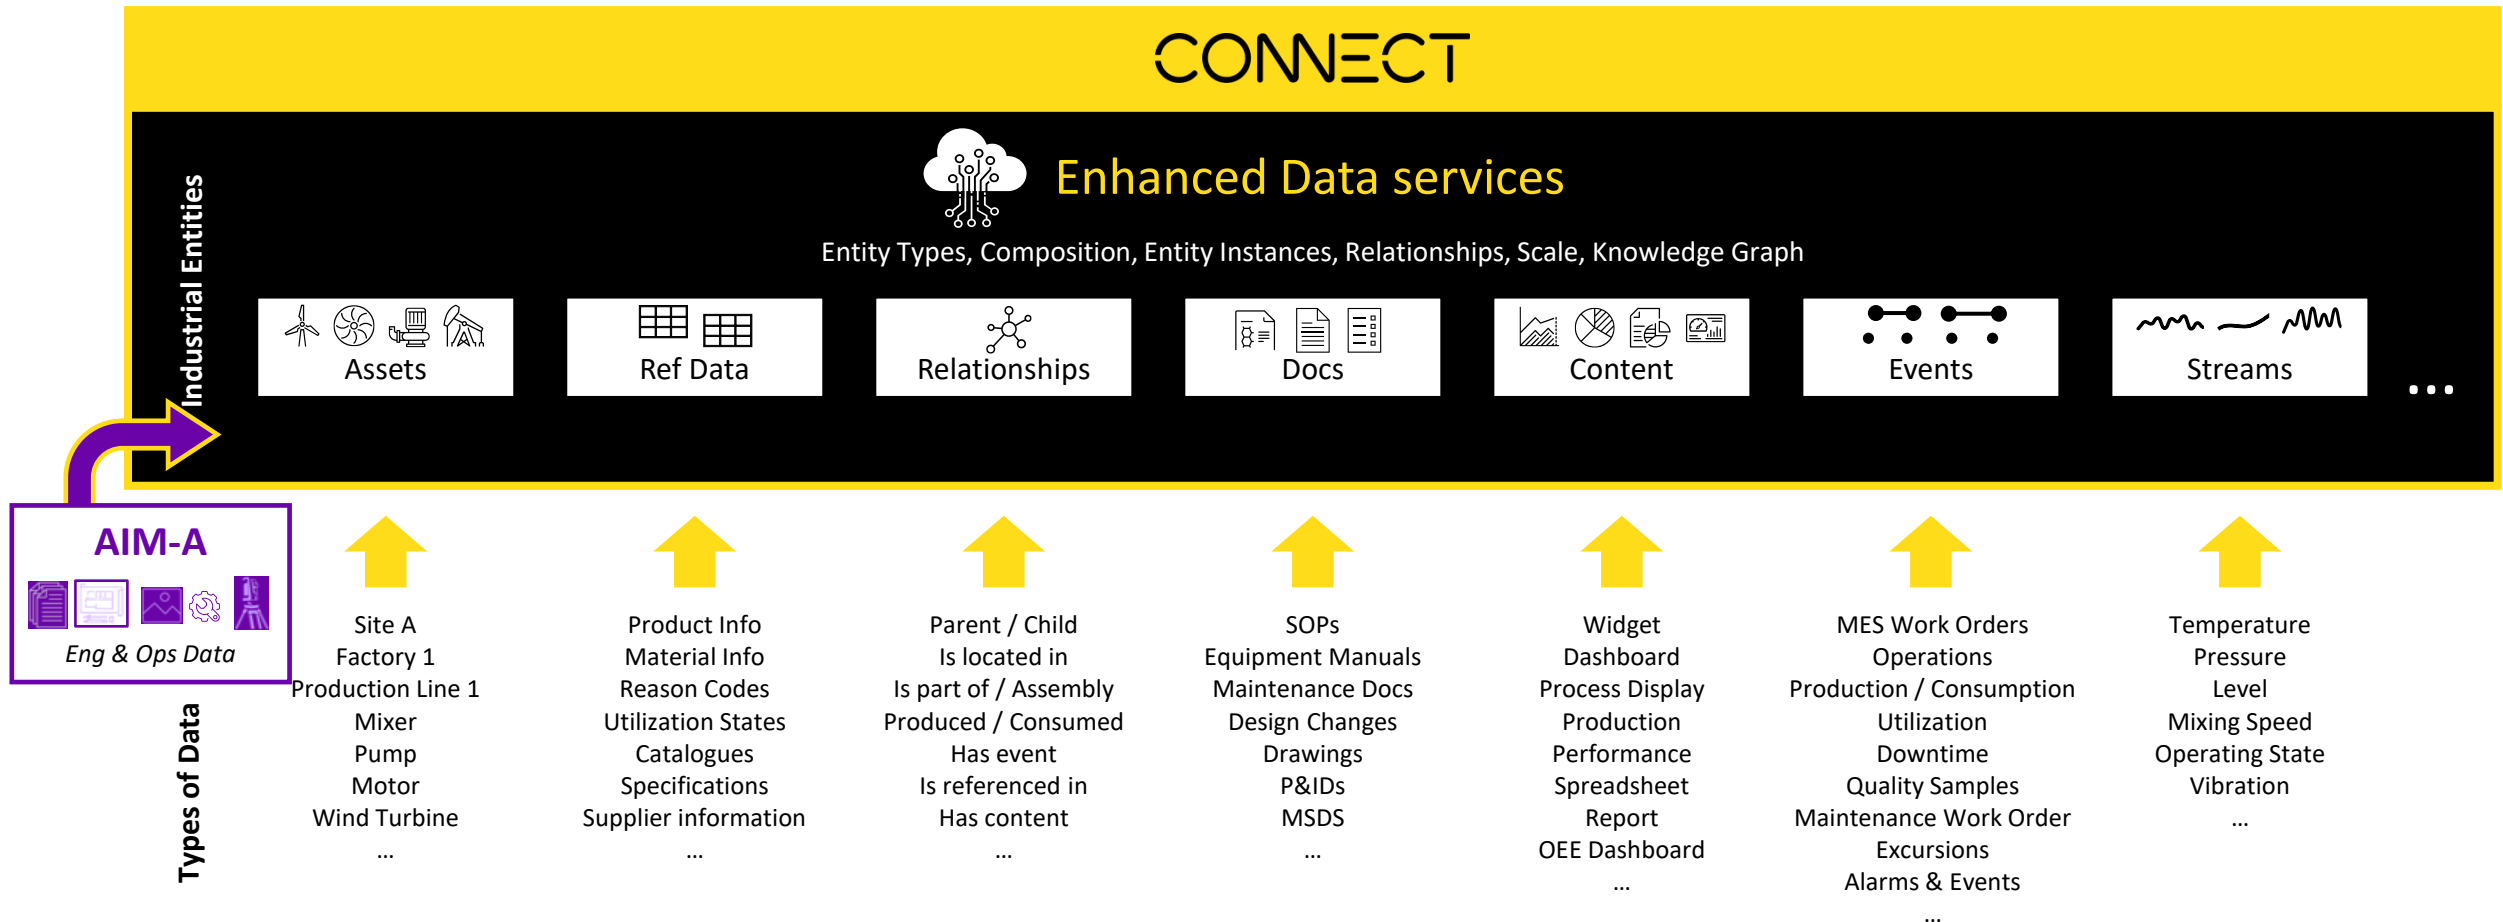 CONNECT
Enhanced Data services
Entity Types, Composition, Entity Instances, Relationships, Scale, Knowledge Graph
Industrial Entities
Assets
Ref Data
Relationships
Docs
Content
Events
Streams
...
AIM-A
Eng & Ops Data
Types of Data
Site A
Factory 1
Production Line 1
Mixer
Pump
Motor
Wind Turbine
...
Product Info
Material Info
Reason Codes
Utilization States
Catalogues
Specifications
Supplier information
...
Parent / Child
Is located in
Is part of / Assembly
Produced / Consumed
Has event
Is referenced in
Has content
...
SOPs
Equipment Manuals
Maintenance Docs
Design Changes
Drawings
P&IDs
MSDS
...
Widget
Dashboard
Process Display
Production
Performance
Spreadsheet
Report
OEE Dashboard
...
MES Work Orders
Operations
Production / Consumption
Utilization
Downtime
Quality Samples
Maintenance Work Order
Excursions
Alarms & Events
...
Temperature
Pressure
Level
Mixing Speed
Operating State
Vibration
...